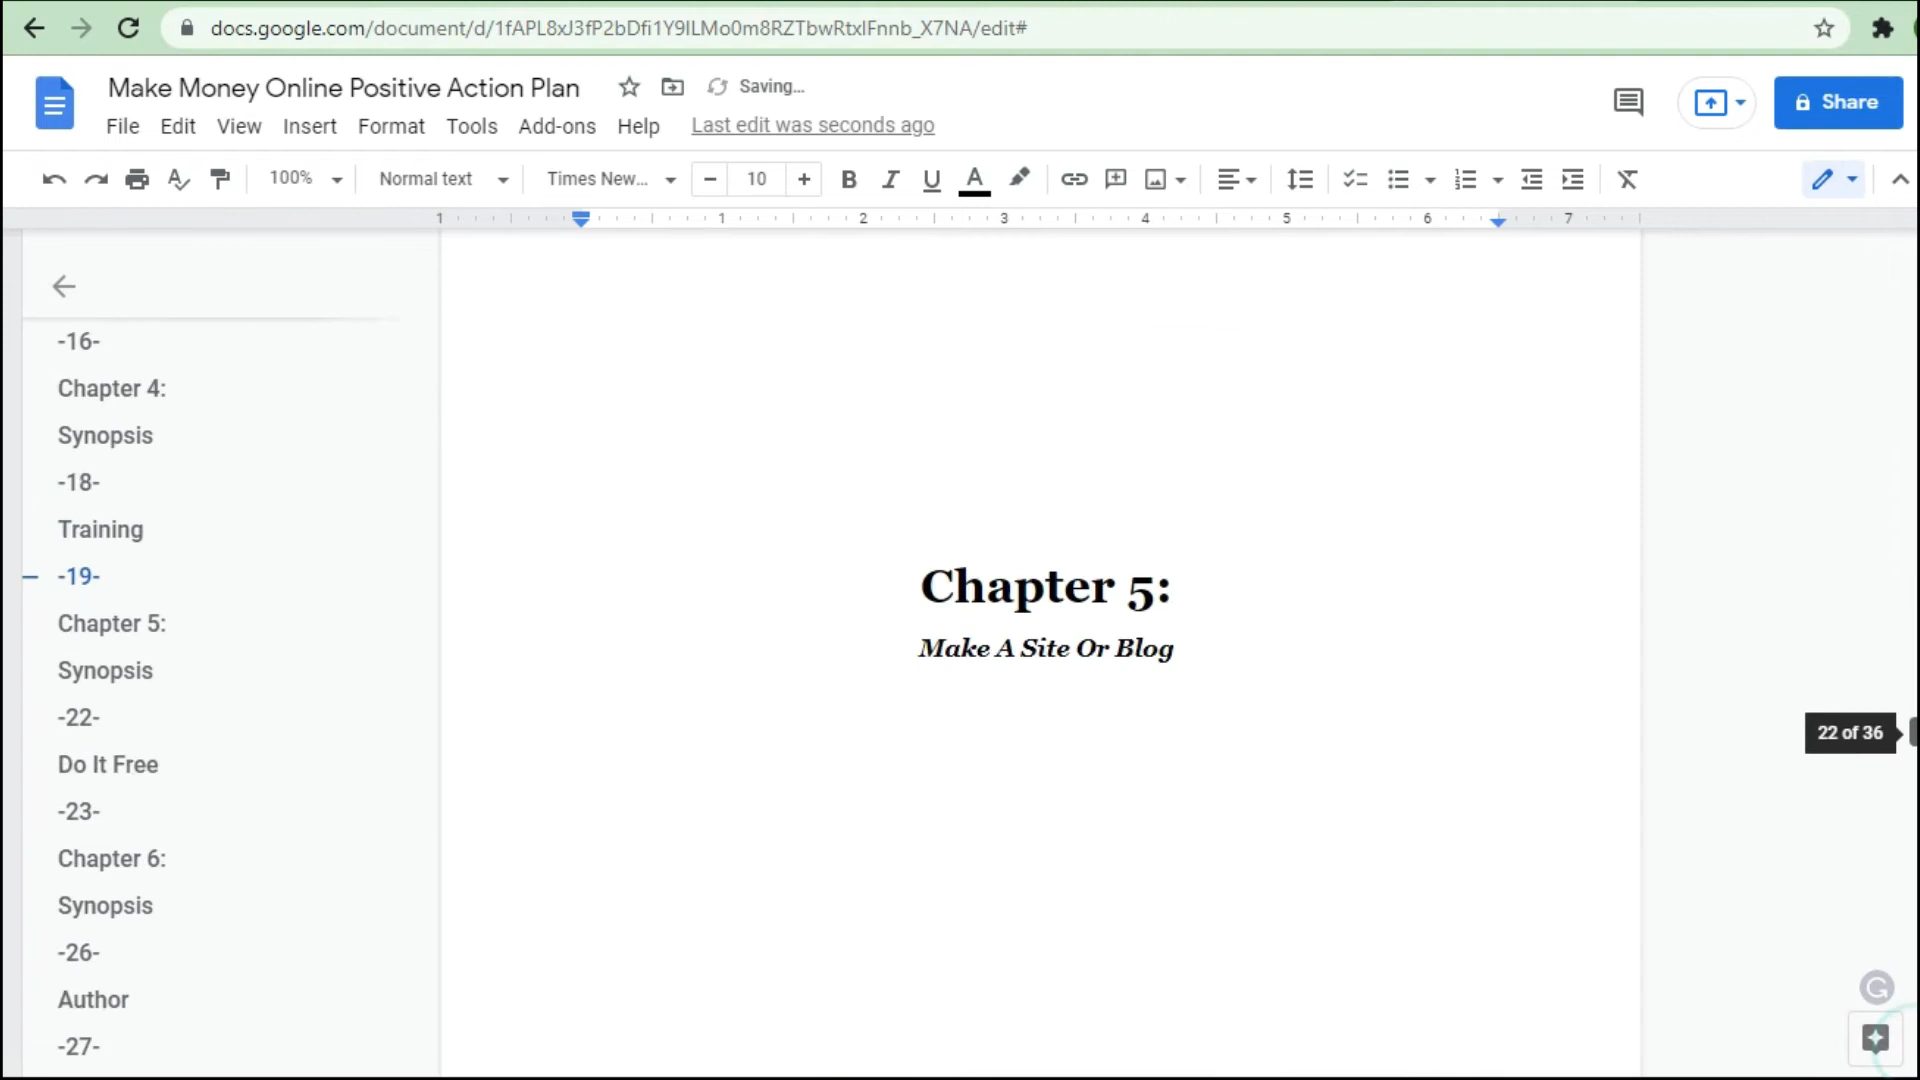 docs.google.com/document/d/1fAPL8xJ3fP2bDfi1Y9ILMo0m8RZTbwRtxlFnnb_X7NA/edit#
Make Money Online Positive Action Plan
Saving...
File Edit View Insert Format Tools Add-ons Help Last edit was seconds ago
Share
100% Normal text Times New... 10
1 1 2 3 4 5 6 7
-16-
Chapter 4:
Synopsis
-18-
Training
-19-
Chapter 5:
Synopsis
-22-
Do It Free
-23-
Chapter 6:
Synopsis
-26-
Author
-27-
Chapter 5:
Make A Site Or Blog
22 of 36